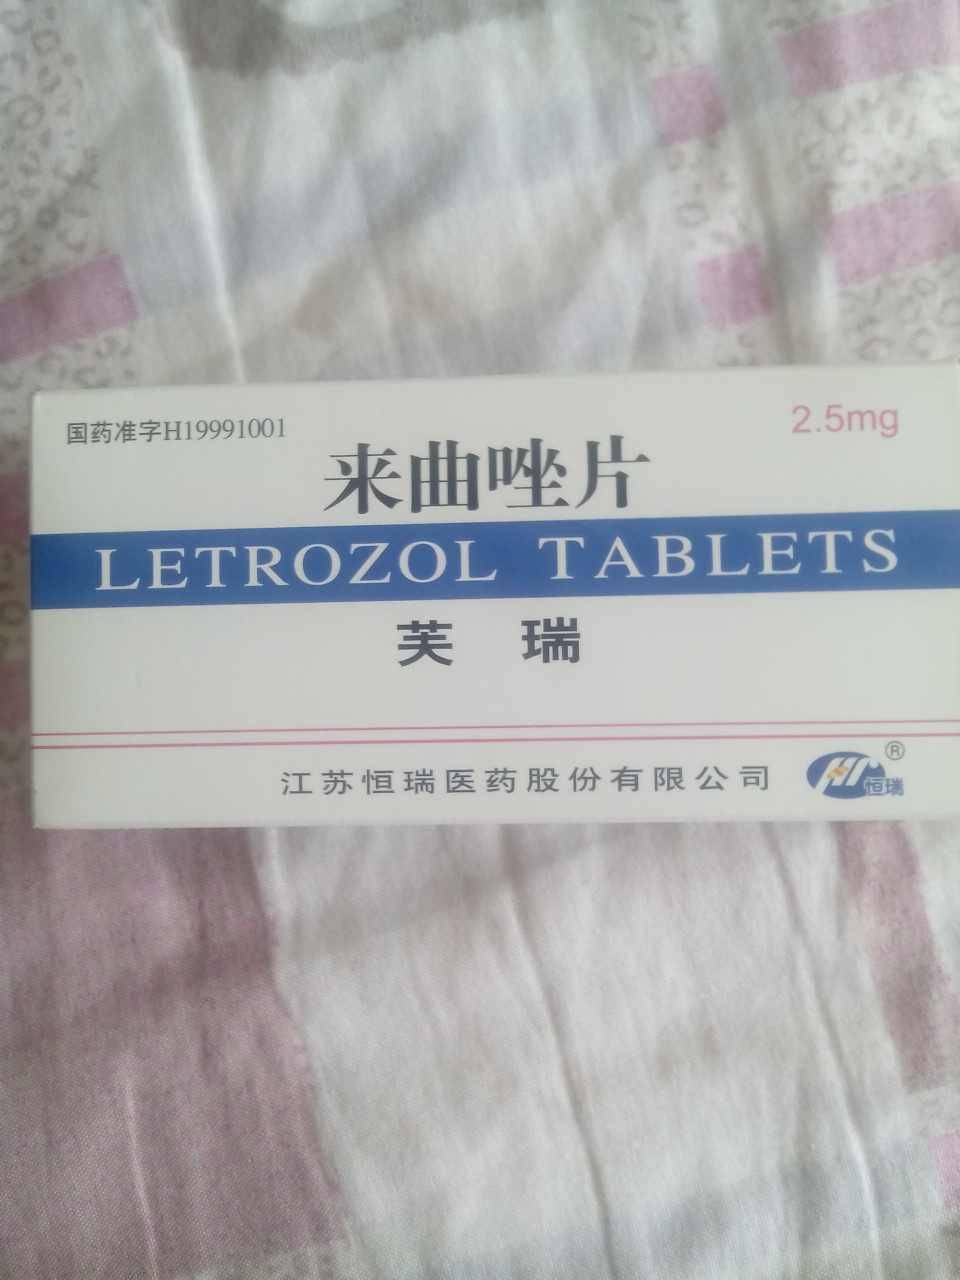 国药准字H19991001
2.5mg
来曲唑片
LETROZOL TABLETS
芙 瑞
江苏恒瑞医药股份有限公司
HR ®
恒瑞